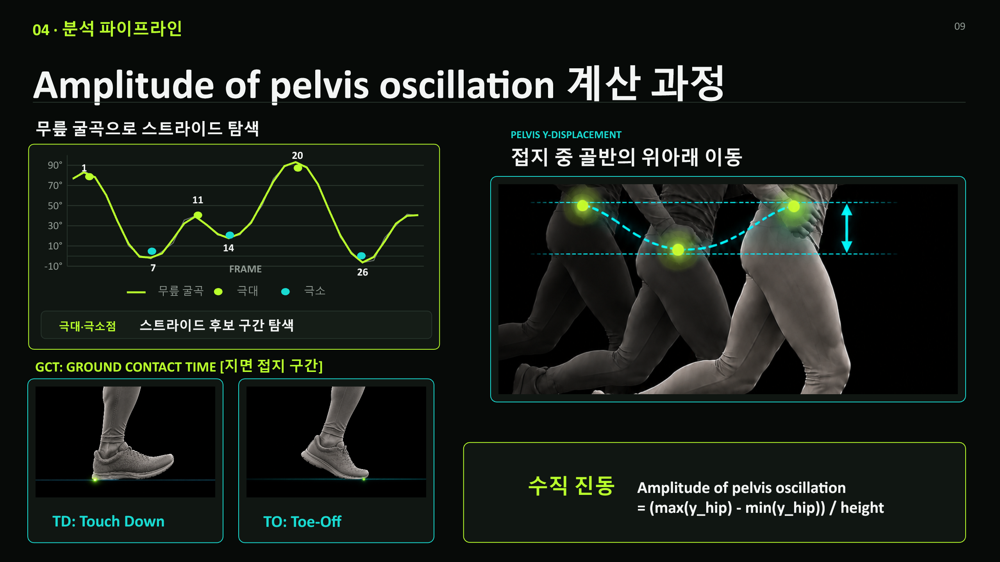 04 · 분석 파이프라인
09
Amplitude of pelvis oscillation 계산 과정
무릎 굴곡으로 스트라이드 탐색
90°
70°
50°
30°
10°
-10°
1
7
11
14
20
26
FRAME
무릎 굴곡
극대
극소
극대·극소점 스트라이드 후보 구간 탐색
GCT: GROUND CONTACT TIME [지면 접지 구간]
TD: Touch Down
TO: Toe-Off
PELVIS Y-DISPLACEMENT
접지 중 골반의 위아래 이동
수직 진동
Amplitude of pelvis oscillation
= (max(y_hip) - min(y_hip)) / height